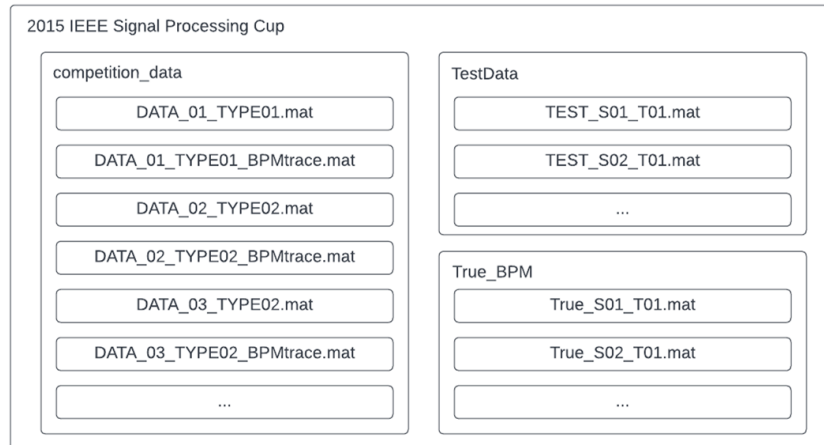 2015 IEEE Signal Processing Cup
competition_data
DATA_01_TYPE01.mat
DATA_01_TYPE01_BPMtrace.mat
DATA_02_TYPE02.mat
DATA_02_TYPE02_BPMtrace.mat
DATA_03_TYPE02.mat
DATA_03_TYPE02_BPMtrace.mat
...
TestData
TEST_S01_T01.mat
TEST_S02_T01.mat
...
True_BPM
True_S01_T01.mat
True_S02_T01.mat
...